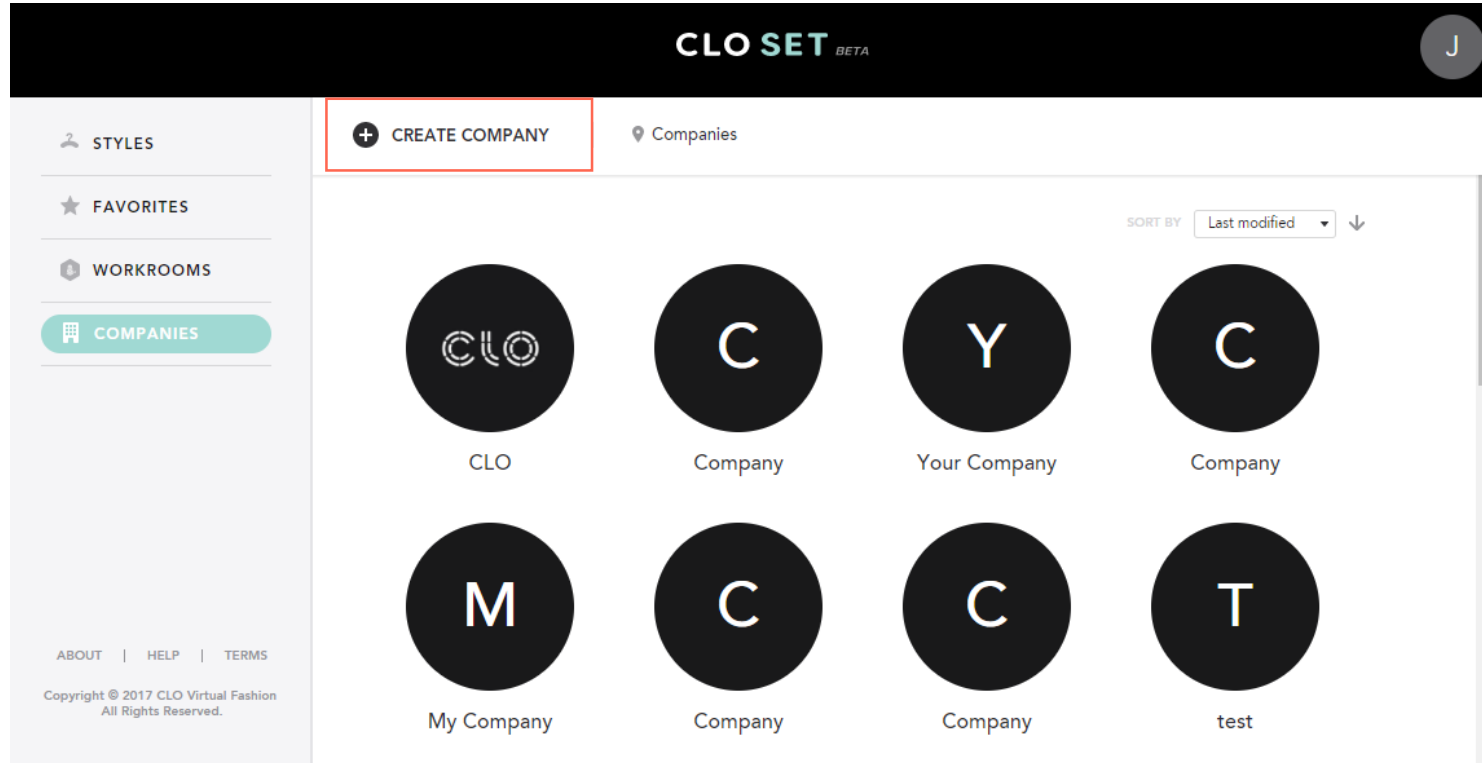 CLO SET BETA
J
STYLES
FAVORITES
WORKROOMS
COMPANIES
ABOUT | HELP | TERMS
Copyright © 2017 CLO Virtual Fashion
All Rights Reserved.
CREATE COMPANY
Companies
SORT BY Last modified
CLO
C
Y
C
CLO
Company
Your Company
Company
M
C
C
T
My Company
Company
Company
test